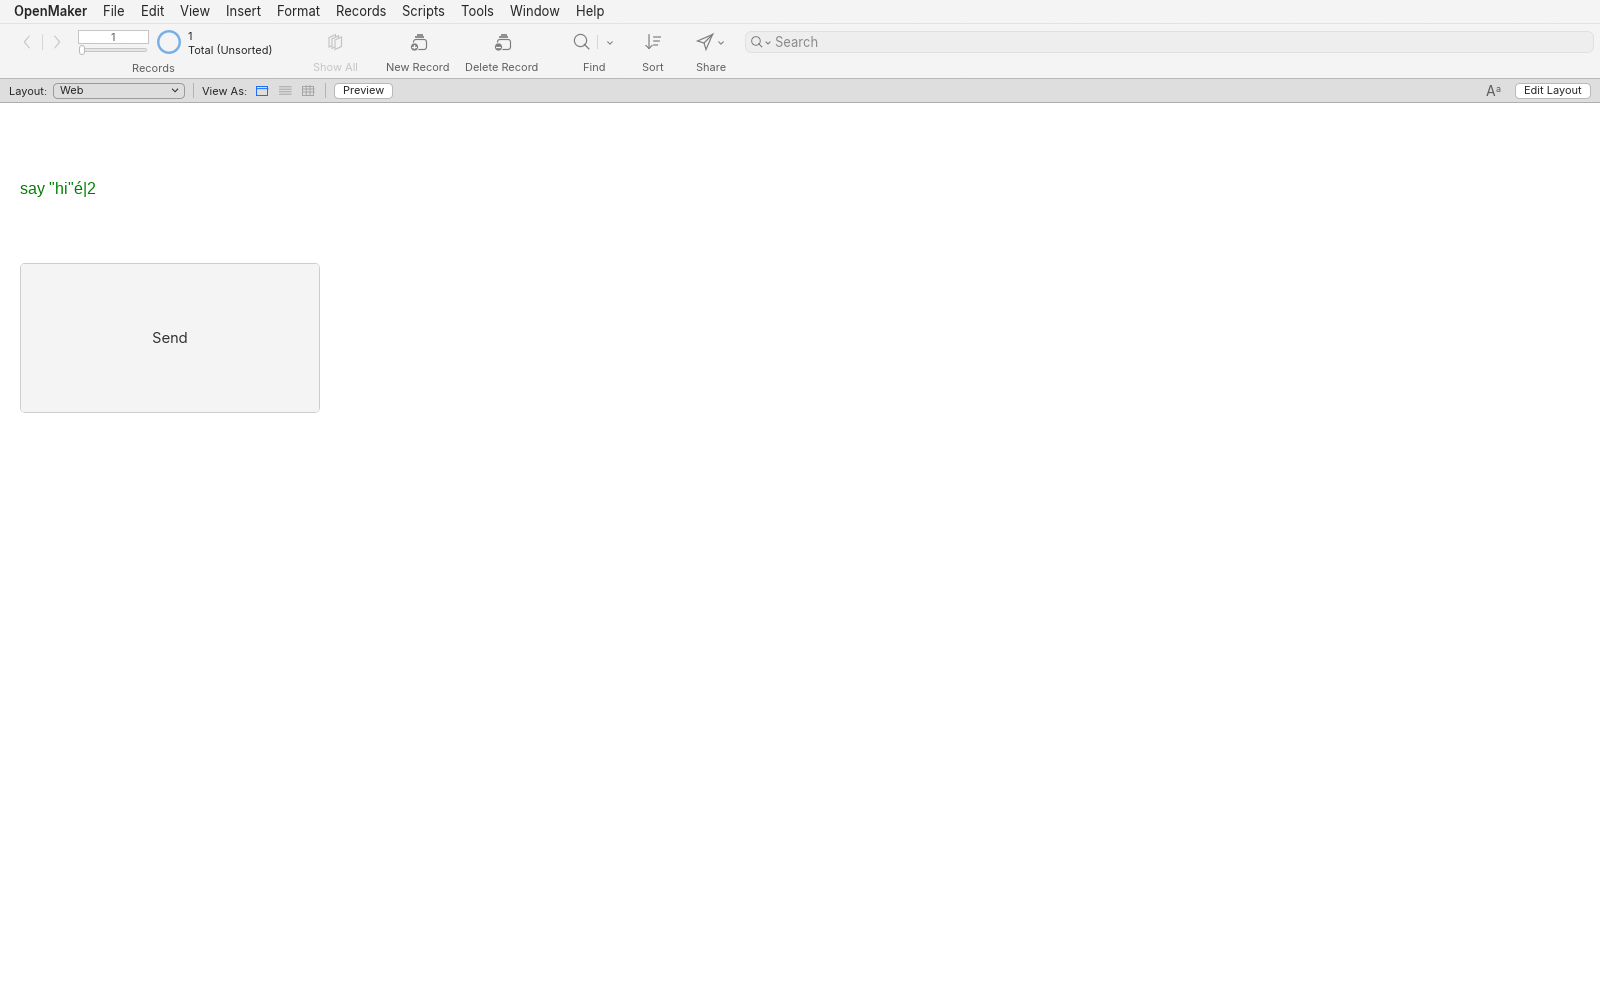 OpenMaker File Edit View Insert Format Records Scripts Tools Window Help
1
1
Total (Unsorted)
Records
Show All
New Record
Delete Record
Find
Sort
Share
Search
Layout: Web
View As:
Preview
Aa
Edit Layout
say "hi"é|2
Send